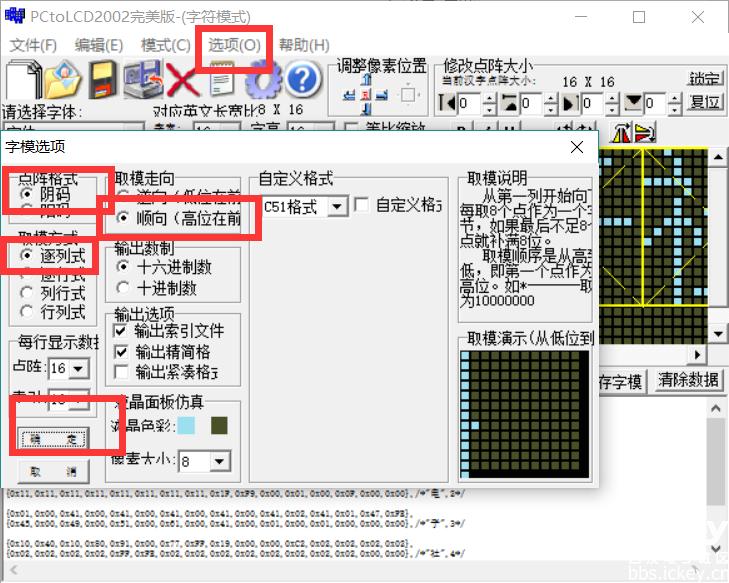 PCtoLCD2002完美版-(字符模式)
文件(F) 编辑(E) 模式(C) 选项(O) 帮助(H)
调整像素位置
修改点阵大小
当前汉字点阵大小: 16 X 16
锁定
0 0 0 0
复位
请选择字体: 对应英文长宽比8 X 16
字模选项
点阵格式
阴码
阳码
取模方式
逐列式
逐行式
列行式
行列式
每行显示数据
点阵: 16
索引: 16
确 定
取 消
取模走向
逆向(低位在前
顺向(高位在前
输出数制
十六进制数
十进制数
输出选项
输出索引文件
输出精简格
输出紧凑格式
液晶面板仿真
液晶色彩:
像素大小: 8
自定义格式
C51格式
自定义格式
取模说明
从第一列开始向下
每取8个点作为一个字
节，如果最后不足8个
点就补满8位。
取模顺序是从高到
低，即第一个点作为
高位。如*-------取
为10000000
取模演示(从低位到
存字模
清除数据
{0x11,0x11,0x11,0x11,0x11,0x11,0x1F,0xF9,0x00,0x01,0x00,0x0F,0x00,0x00},/*"电",2*/
{0x01,0x00,0x41,0x00,0x41,0x00,0x41,0x00,0x41,0x02,0x41,0x01,0x47,0xFE},
{0x45,0x00,0x49,0x00,0x51,0x00,0x61,0x00,0x41,0x00,0x01,0x00,0x01,0x00,0x00,0x00},/*"子",3*/
{0x10,0x40,0x10,0x80,0x91,0x00,0x77,0xFF,0x19,0x00,0x00,0xC2,0x02,0x02,0x02},
{0x02,0x02,0x02,0x02,0xFF,0xFE,0x02,0x02,0x02,0x02,0x02,0x02,0x02,0x02,0x00,0x00},/*"社",4*/
bbs.ickey.cn